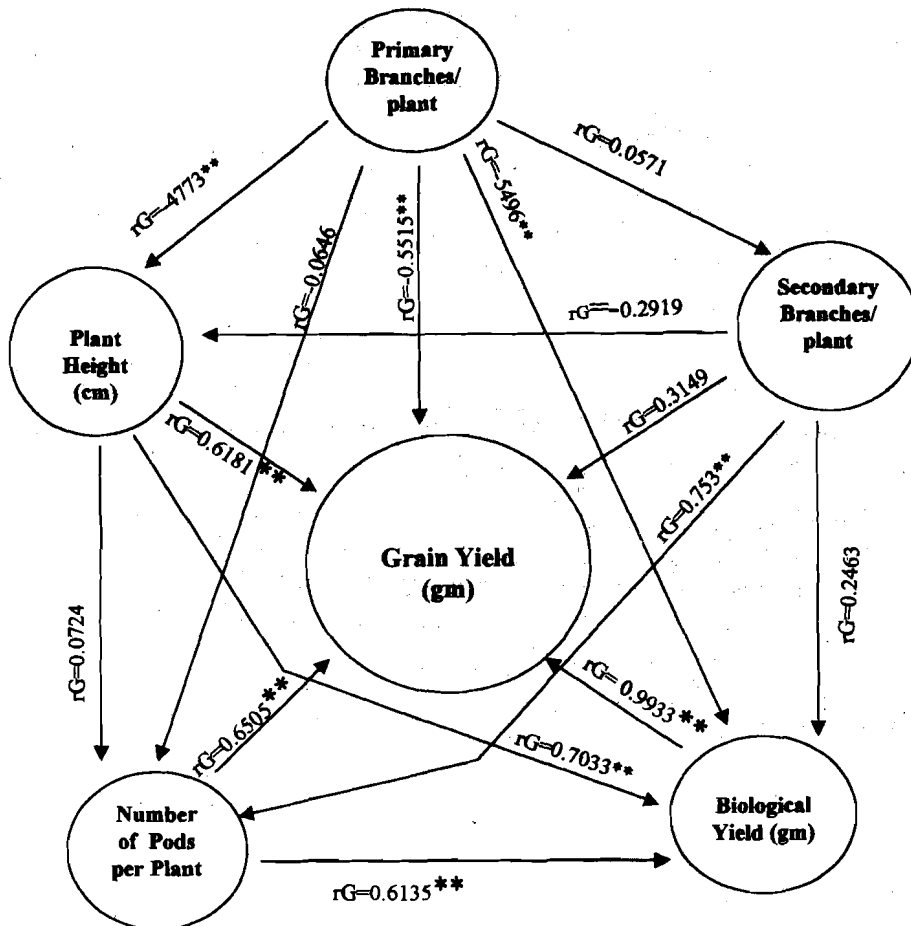 Primary
Branches/
plant
rG=0.0571
rG=-5496**
rG=-4773**
rG=-0.0646
rG=-0.5515**
Secondary
Branches/
plant
rG=-0.2919
Plant
Height
(cm)
rG=0.3149
rG=0.6181**
rG=0.753**
Grain Yield
(gm)
rG=0.2463
rG=0.0724
rG= 0.9933**
rG=0.6505**
rG=0.7033**
Number
of Pods
per Plant
Biological
Yield (gm)
rG=0.6135**